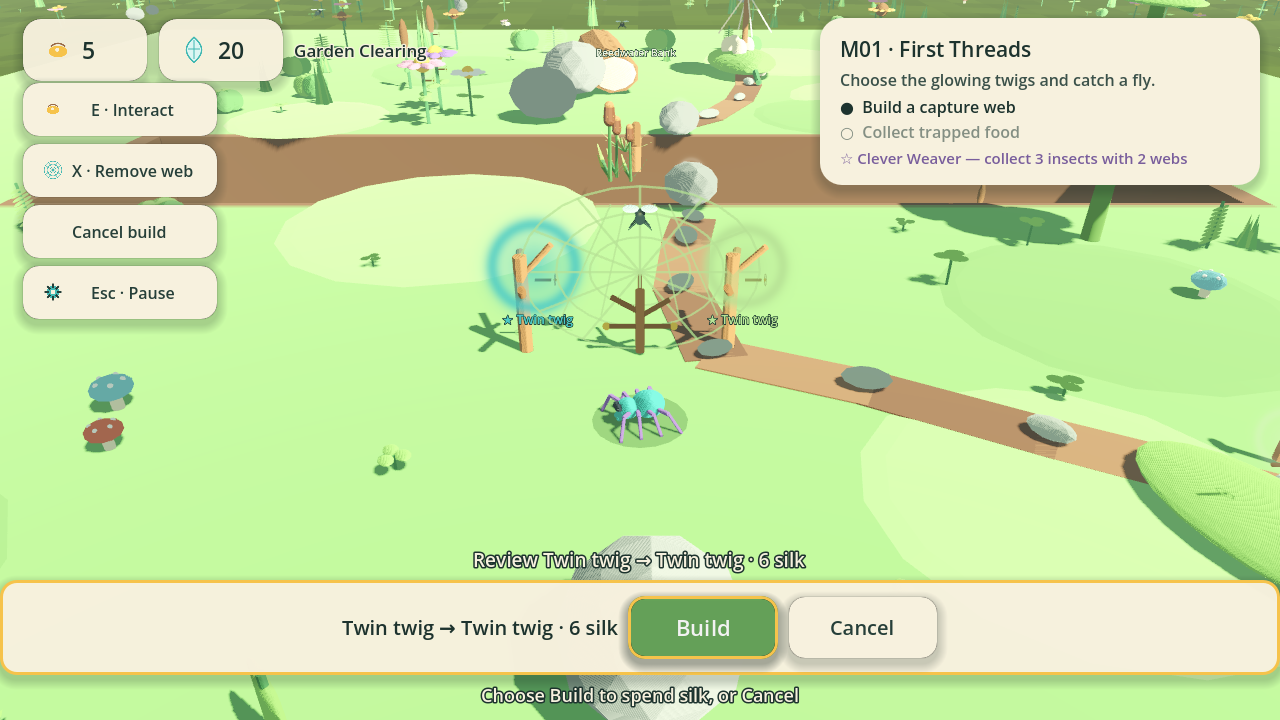 5
20
Garden Clearing
Reedwater Bank
E · Interact
X · Remove web
Cancel build
Esc · Pause
M01 · First Threads
Choose the glowing twigs and catch a fly.
● Build a capture web
○ Collect trapped food
☆ Clever Weaver — collect 3 insects with 2 webs
★ Twin twig
★ Twin twig
Review Twin twig → Twin twig · 6 silk
Twin twig → Twin twig · 6 silk
Build
Cancel
Choose Build to spend silk, or Cancel